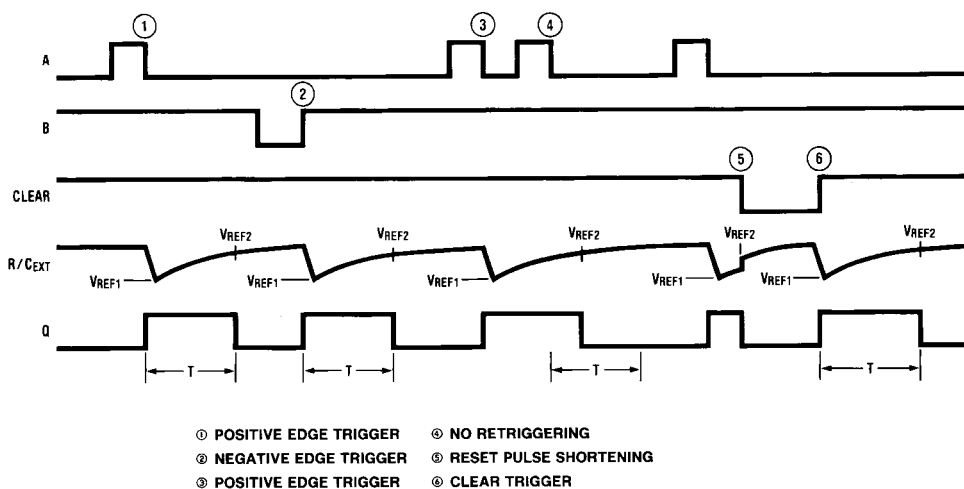 ① ③ ④
A
②
B
⑤ ⑥
CLEAR
VREF2 VREF2 VREF2 VREF2 VREF2
R/CEXT
VREF1 VREF1 VREF1 VREF1 VREF1
Q
T T T T
① POSITIVE EDGE TRIGGER ④ NO RETRIGGERING
② NEGATIVE EDGE TRIGGER ⑤ RESET PULSE SHORTENING
③ POSITIVE EDGE TRIGGER ⑥ CLEAR TRIGGER